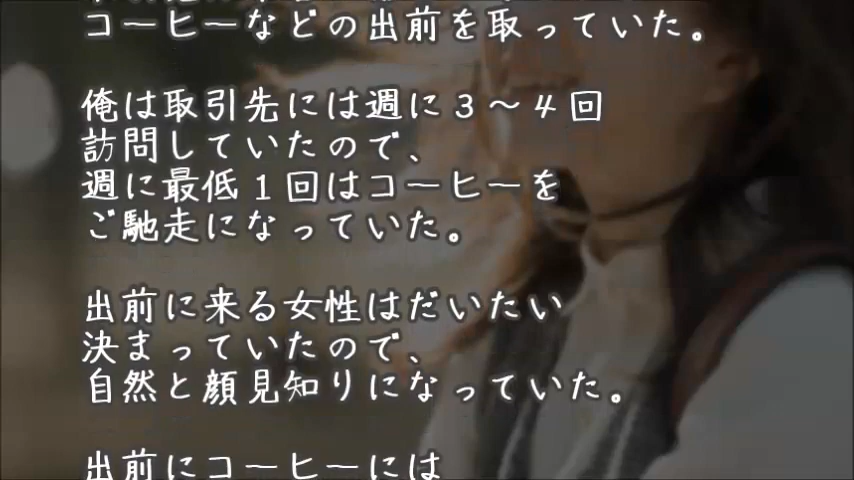 コーヒーなどの出前を取っていた。
俺は取引先には週に３～４回
訪問していたので、
週に最低１回はコーヒーを
ご馳走になっていた。
出前に来る女性はだいたい
決まっていたので、
自然と顔見知りになっていた。
出前にコーヒーには